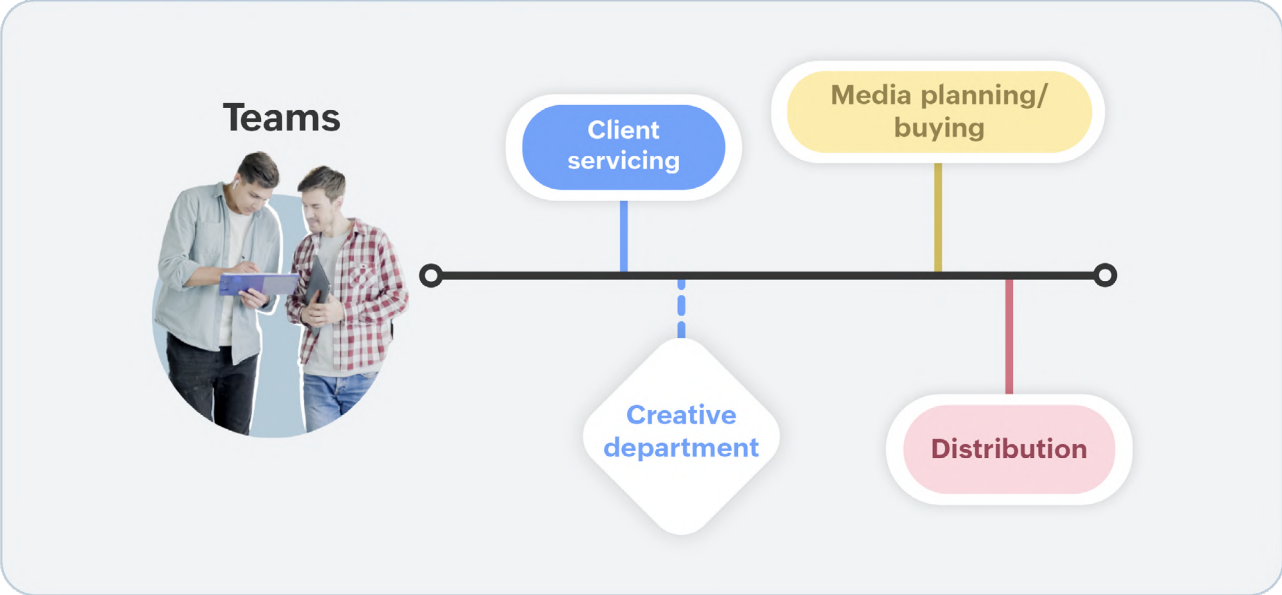 Teams
Client
servicing
Media planning/
buying
Creative
department
Distribution